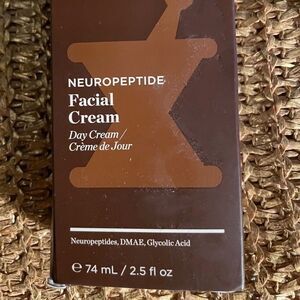 NEUROPEPTIDE
Facial
Cream
Day Cream /
Crème de Jour
Neuropeptides, DMAE, Glycolic Acid
℮ 74 mL / 2.5 fl oz